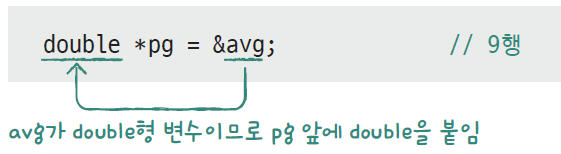 double *pg = &avg; // 9행
avg가 double형 변수이므로 pg 앞에 double을 붙임